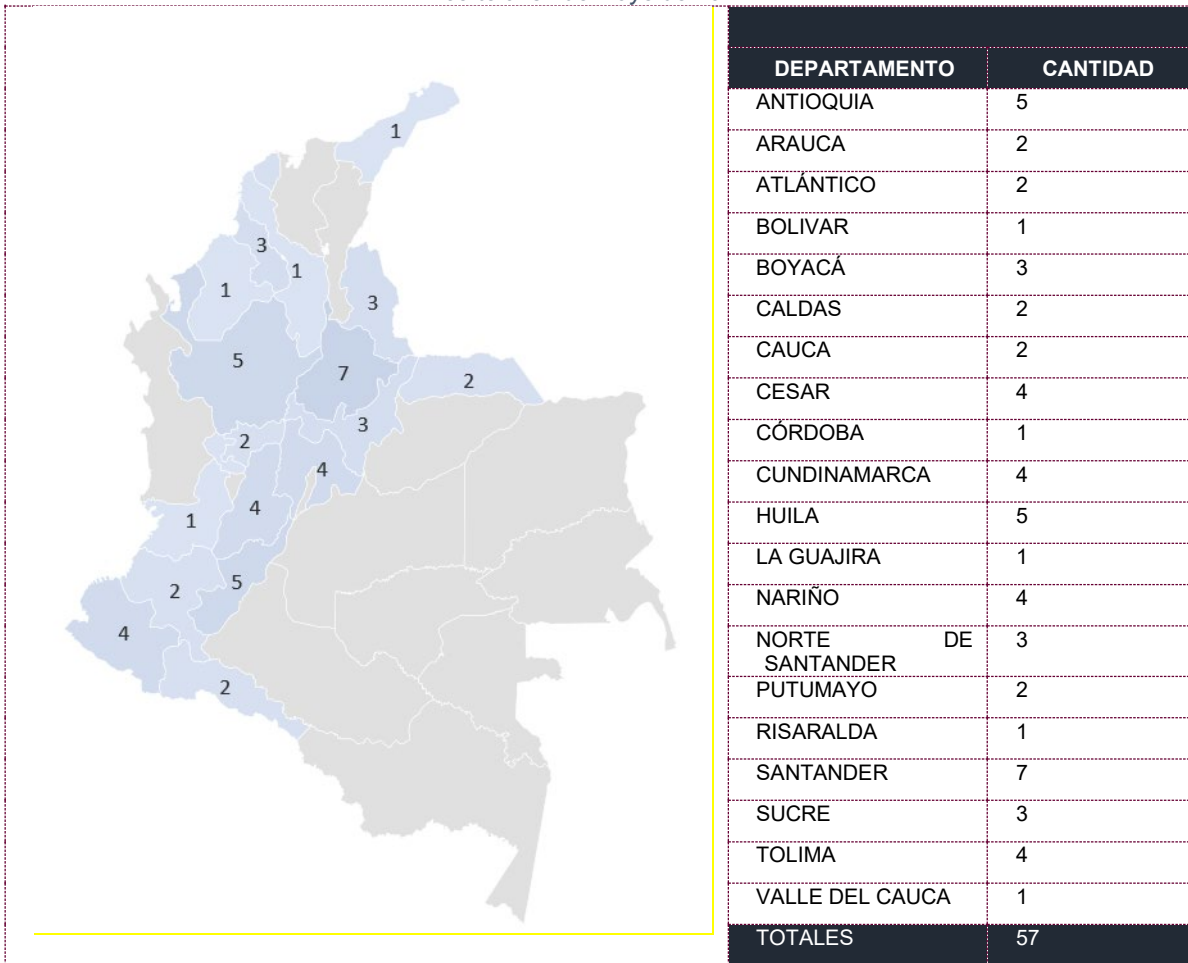 DEPARTAMENTO CANTIDAD
ANTIOQUIA 5
ARAUCA 2
ATLÁNTICO 2
BOLIVAR 1
BOYACÁ 3
CALDAS 2
CAUCA 2
CESAR 4
CÓRDOBA 1
CUNDINAMARCA 4
HUILA 5
LA GUAJIRA 1
NARIÑO 4
NORTE DE 3
SANTANDER
PUTUMAYO 2
RISARALDA 1
SANTANDER 7
SUCRE 3
TOLIMA 4
VALLE DEL CAUCA 1
TOTALES 57
1
3
1
1
3
5
7
2
3
2
4
4
1
5
2
4
2